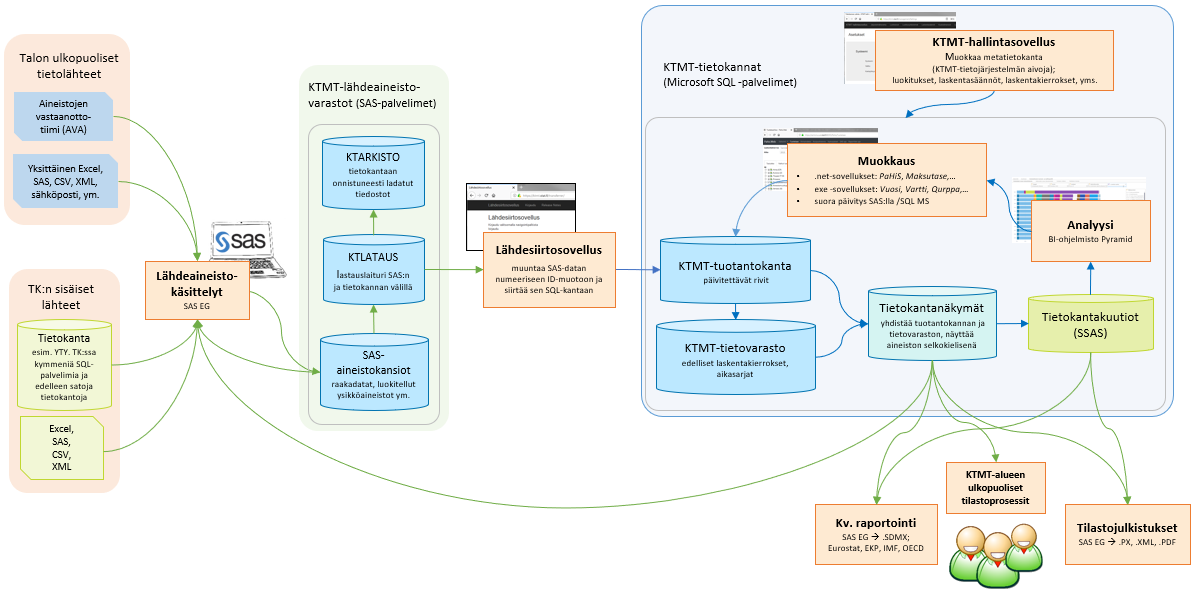 Talon ulkopuoliset
tietolähteet
Aineistojen
vastaanotto-
tiimi (AVA)
Yksittäinen Excel,
SAS, CSV, XML,
sähköposti, ym.
TK:n sisäiset
lähteet
Tietokanta
esim. YTY. TK:ssa
kymmeniä SQL-
palvelimia ja
edelleen satoja
tietokantoja
Excel,
SAS,
CSV,
XML
sas
Lähdeaineisto-
käsittelyt
SAS EG
KTMT-lähdeaineisto-
varastot (SAS-palvelimet)
KTARKISTO
tietokantaan
onnistuneesti ladatut
tiedostot
KTLATAUS
lastauslaituri SAS:n
ja tietokannan välillä
SAS-
aineistokansiot
raakadatat, luokitellut
ysikköaineistot ym.
Lähdesiirtosovellus
Lähdesiirtosovellus
Lähdesiirtosovellus
muuntaa SAS-datan
numeeriseen ID-muotoon ja
siirtää sen SQL-kantaan
KTMT-tietokannat
(Microsoft SQL -palvelimet)
KTMT-hallintasovellus
Muokkaa metatietokanta
(KTMT-tietojärjestelmän aivoja);
luokitukset, laskentasäännöt, laskentakierrokset, yms.
Muokkaus
• .net-sovellukset: PaHiS, Maksutase,...
• exe -sovellukset: Vuosi, Vartti, Qurppa,...
• suora päivitys SAS:lla /SQL MS
Analyysi
BI-ohjelmisto Pyramid
KTMT-tuotantokanta
päivitettävät rivit
KTMT-tietovarasto
edelliset laskentakierrokset,
aikasarjat
Tietokantanäkymät
yhdistää tuotantokannan ja
tietovaraston, näyttää
aineiston selkokielisenä
Tietokantakuutiot
(SSAS)
KTMT-alueen
ulkopuoliset
tilastoprosessit
Kv. raportointi
SAS EG → .SDMX;
Eurostat, EKP, IMF, OECD
Tilastojulkistukset
SAS EG → .PX, .XML, .PDF